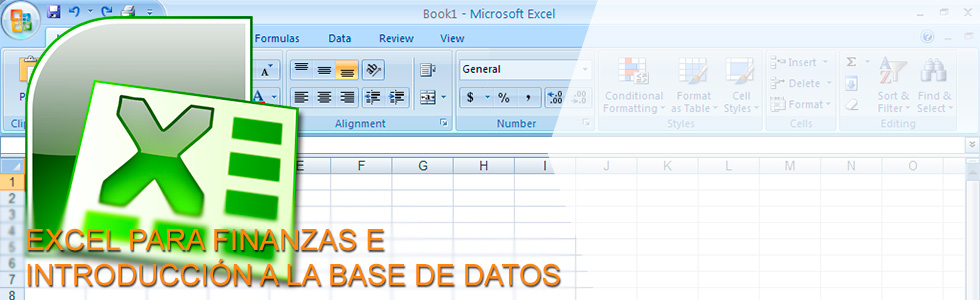 Book1 - Microsoft Excel
Formulas Data Review View
General
Conditional Formatting
Format as Table
Cell Styles
Insert
Delete
Format
Sort & Filter
Find & Select
Alignment
Number
Styles
Cells
Editing
E F G H I J K L M N O
1
2
3
4
5
6
7
8
EXCEL PARA FINANZAS E
INTRODUCCIÓN A LA BASE DE DATOS